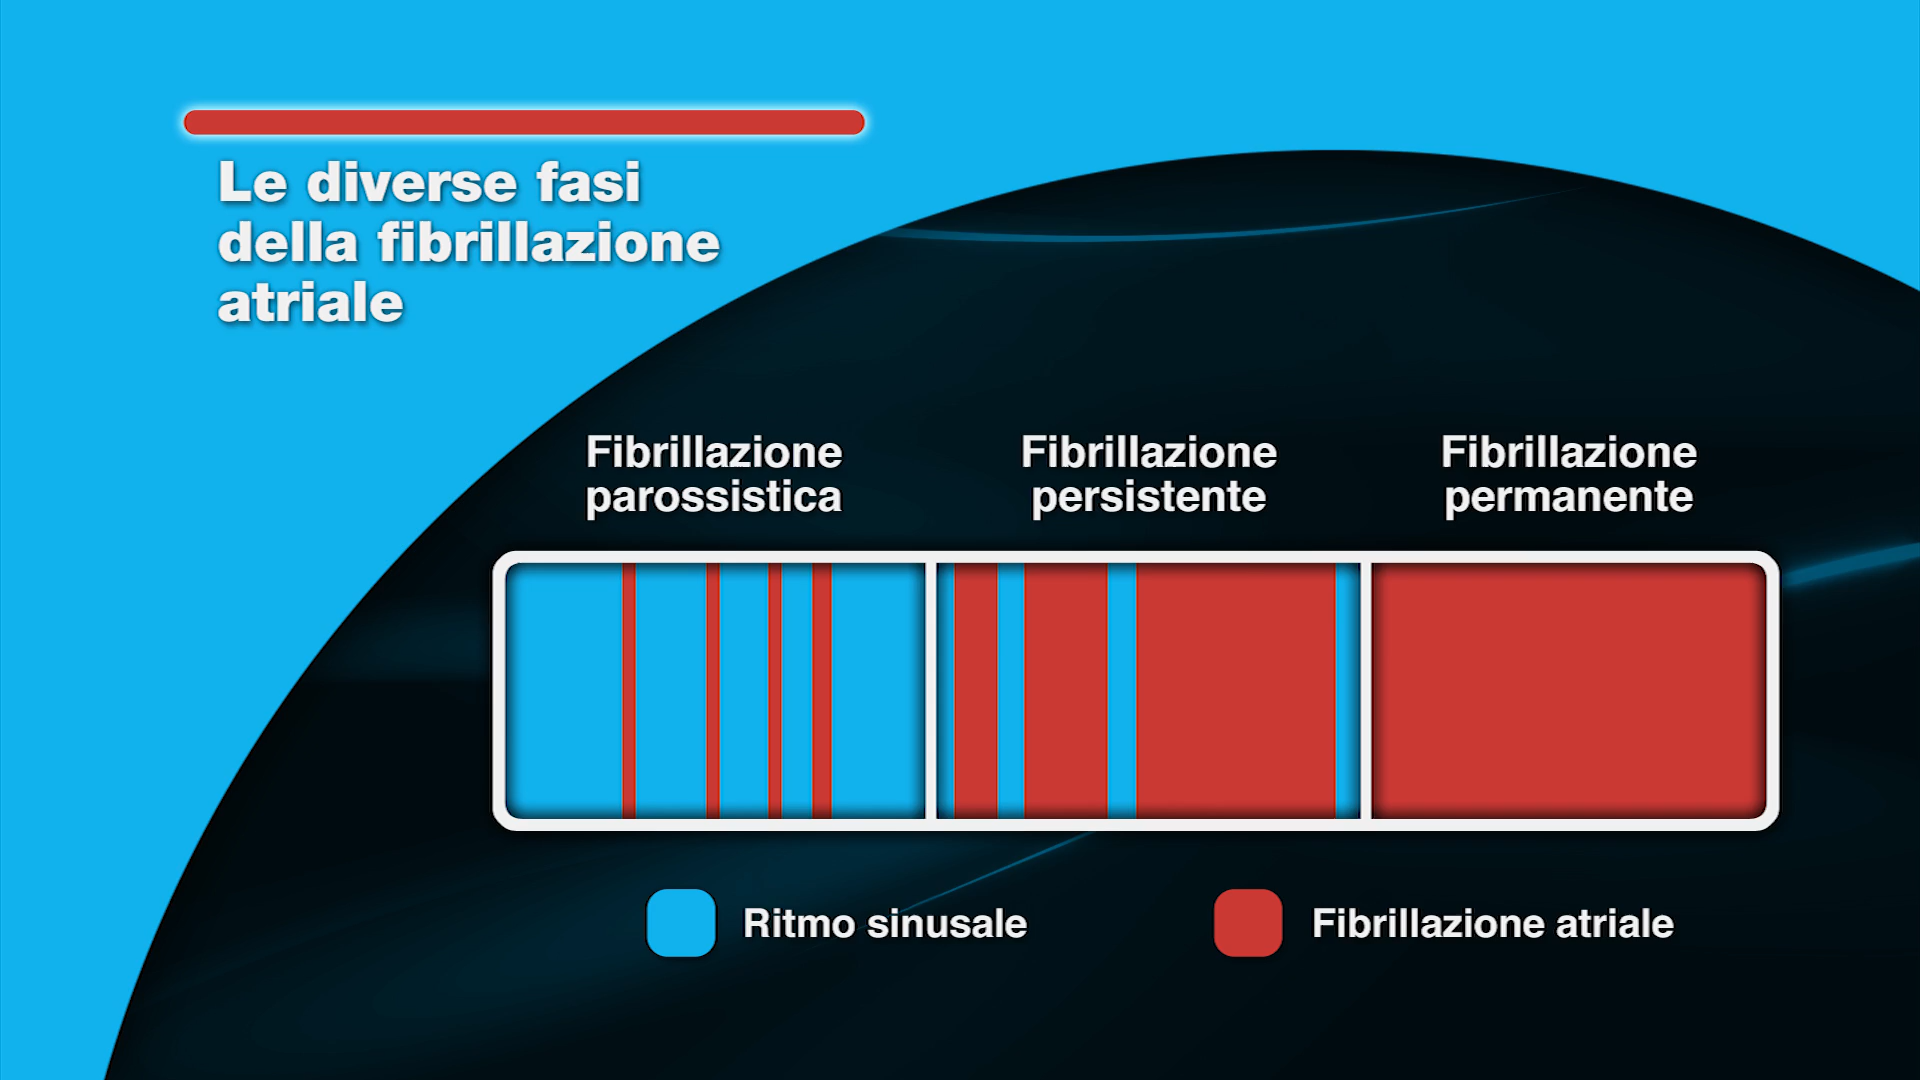 Le diverse fasi
della fibrillazione
atriale
Fibrillazione
parossistica
Fibrillazione
persistente
Fibrillazione
permanente
Ritmo sinusale
Fibrillazione atriale